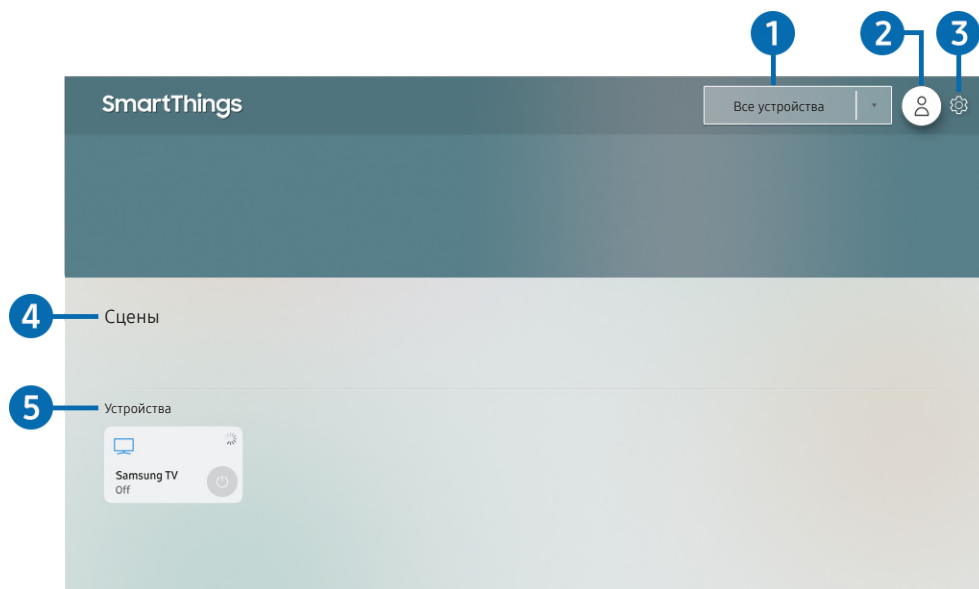 1 2 3
SmartThings
Все устройства
4 Сцены
5 Устройства
Samsung TV
Off